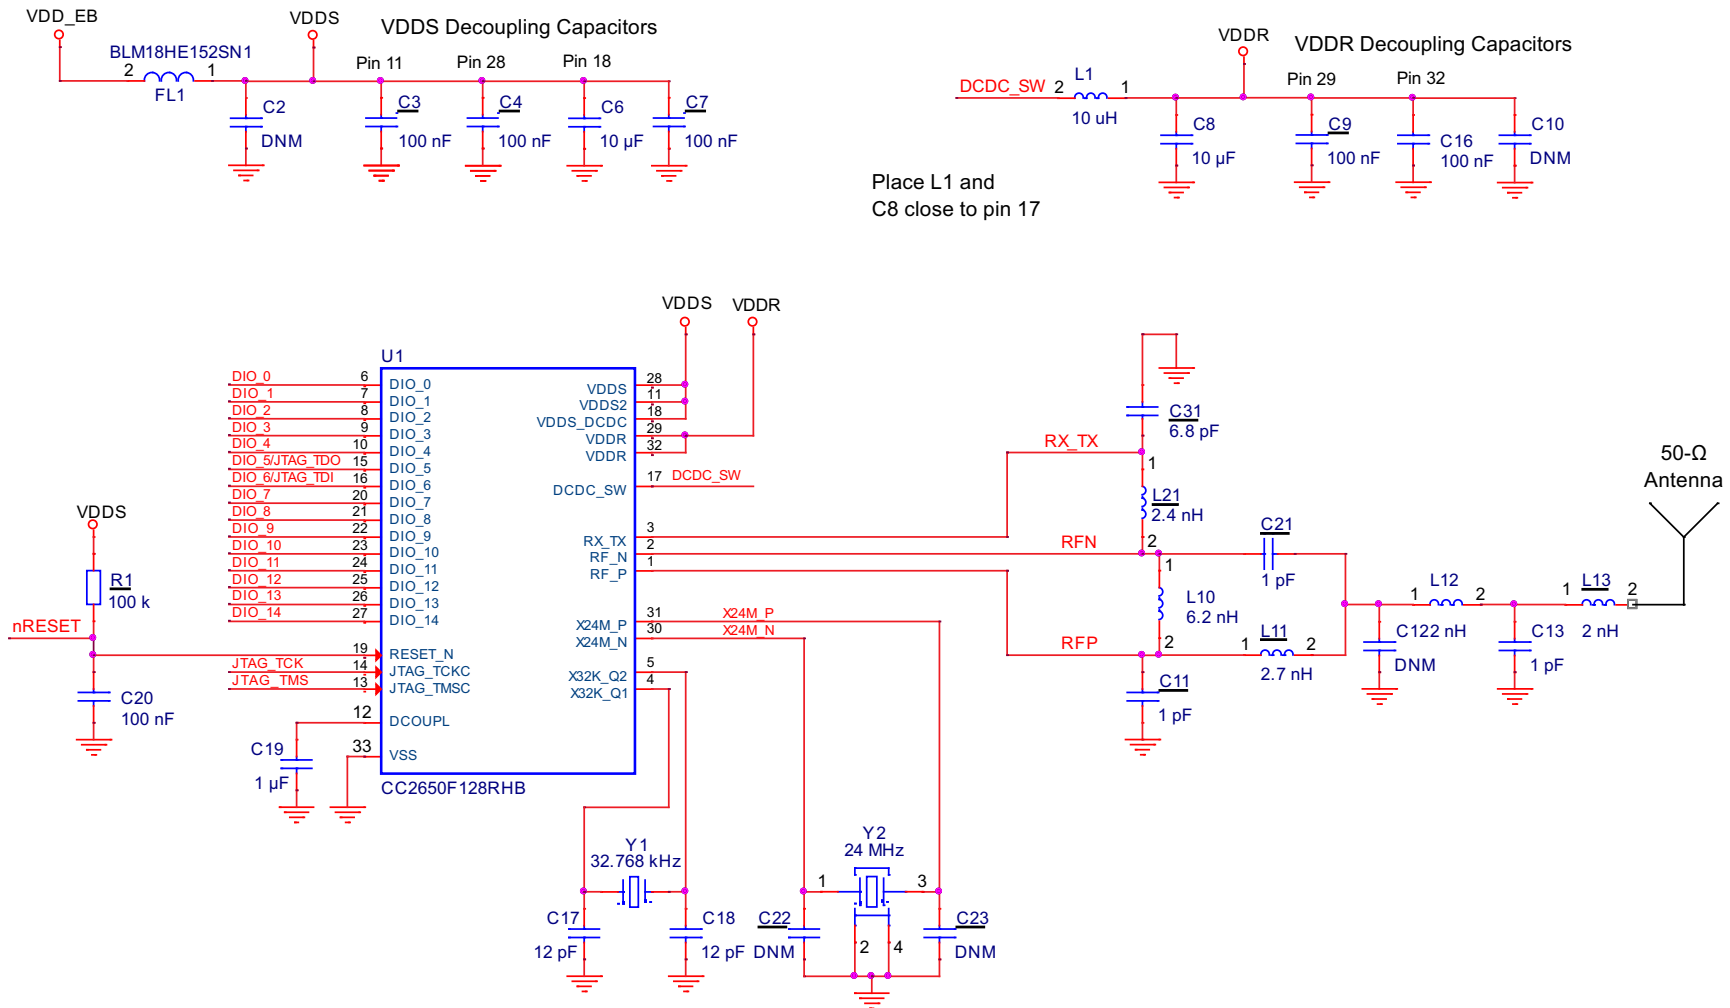 VDD_EB
VDDS
VDDS Decoupling Capacitors
BLM18HE152SN1
2
1
FL1
Pin 11
Pin 28
Pin 18
C2
DNM
C3
100 nF
C4
100 nF
C6
10 µF
C7
100 nF
VDDR
VDDR Decoupling Capacitors
DCDC_SW
2
L1
1
10 uH
Pin 29
Pin 32
C8
10 µF
C9
100 nF
C16
100 nF
C10
DNM
Place L1 and
C8 close to pin 17
VDDS
VDDR
U1
DIO_0 6 DIO_0
DIO_1 7 DIO_1
DIO_2 8 DIO_2
DIO_3 9 DIO_3
DIO_4 10 DIO_4
DIO_5/JTAG_TDO 15 DIO_5
DIO_6/JTAG_TDI 16 DIO_6
DIO_7 20 DIO_7
DIO_8 21 DIO_8
DIO_9 22 DIO_9
DIO_10 23 DIO_10
DIO_11 24 DIO_11
DIO_12 25 DIO_12
DIO_13 26 DIO_13
DIO_14 27 DIO_14
19 RESET_N
JTAG_TCK 14 JTAG_TCKC
JTAG_TMS 13 JTAG_TMSC
12 DCOUPL
33 VSS
VDDS 28
VDDS2 11
VDDS_DCDC 18
VDDR 29
VDDR 32
DCDC_SW 17 DCDC_SW
RX_TX 3
RF_N 2
RF_P 1
X24M_P 31 X24M_P
X24M_N 30 X24M_N
X32K_Q2 5
X32K_Q1 4
CC2650F128RHB
VDDS
R1
100 k
nRESET
C20
100 nF
C19
1 µF
Y1
32.768 kHz
C17
12 pF
C18
12 pF
Y2
24 MHz
1
3
C22
DNM
2
4
C23
DNM
C31
6.8 pF
RX_TX
1
L21
2.4 nH
2
RFN
C21
1 pF
1
L10
6.2 nH
2
RFP
1
L11
2
2.7 nH
C11
1 pF
1
L12
2
C122 nH
DNM
C13
1 pF
1
L13
2
2 nH
50-Ω
Antenna